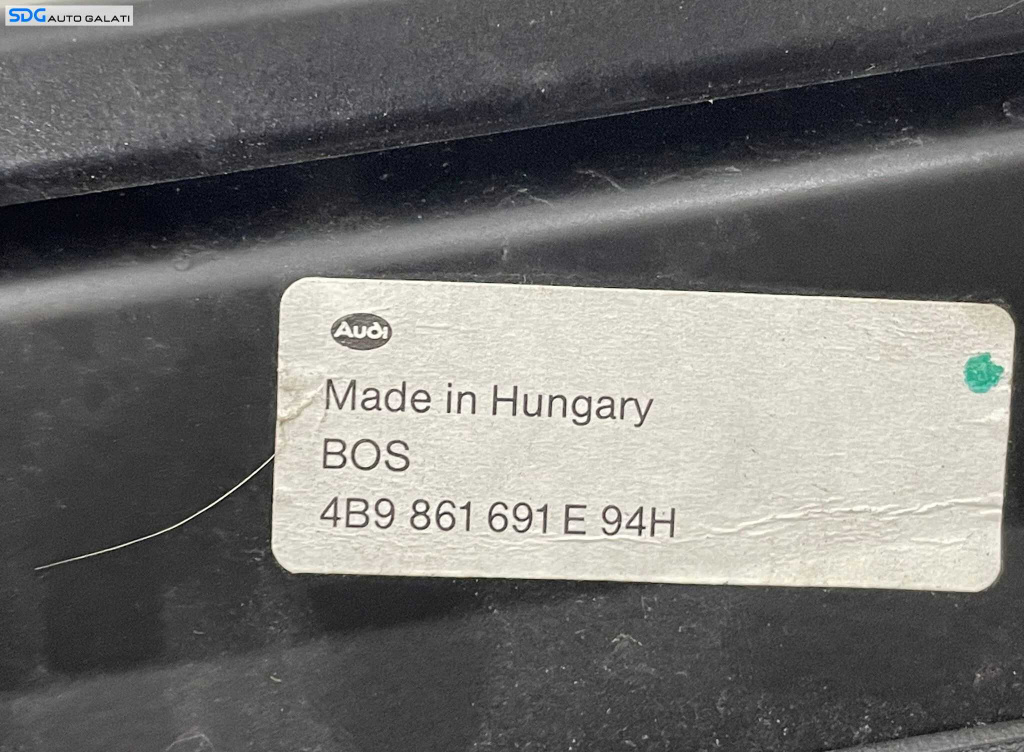 SDG AUTO GALATI
Audi
Made in Hungary
BOS
4B9 861 691 E 94H